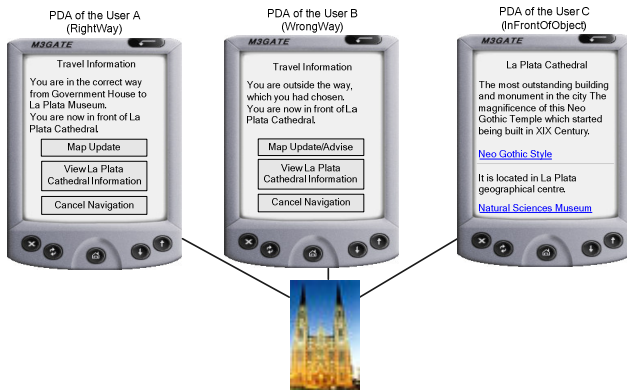 PDA of the User A
(RightWay)
M3GATE
Travel Information
You are in the correct way
from Government House to
La Plata Museum.
You are now in front of La
Plata Cathedral.
Map Update
View La Plata
Cathedral Information
Cancel Navigation
PDA of the User B
(WrongWay)
M3GATE
Travel Information
You are outside the way,
which you had chosen.
You are now in front of La
Plata Cathedral.
Map Update/Advise
View La Plata
Cathedral Information
Cancel Navigation
PDA of the User C
(InFrontOfObject)
M3GATE
La Plata Cathedral
The most outstanding building
and monument in the city The
magnificence of this Neo
Gothic Temple which started
being built in XIX Century.
Neo Gothic Style
It is located in La Plata
geographical centre.
Natural Sciences Museum